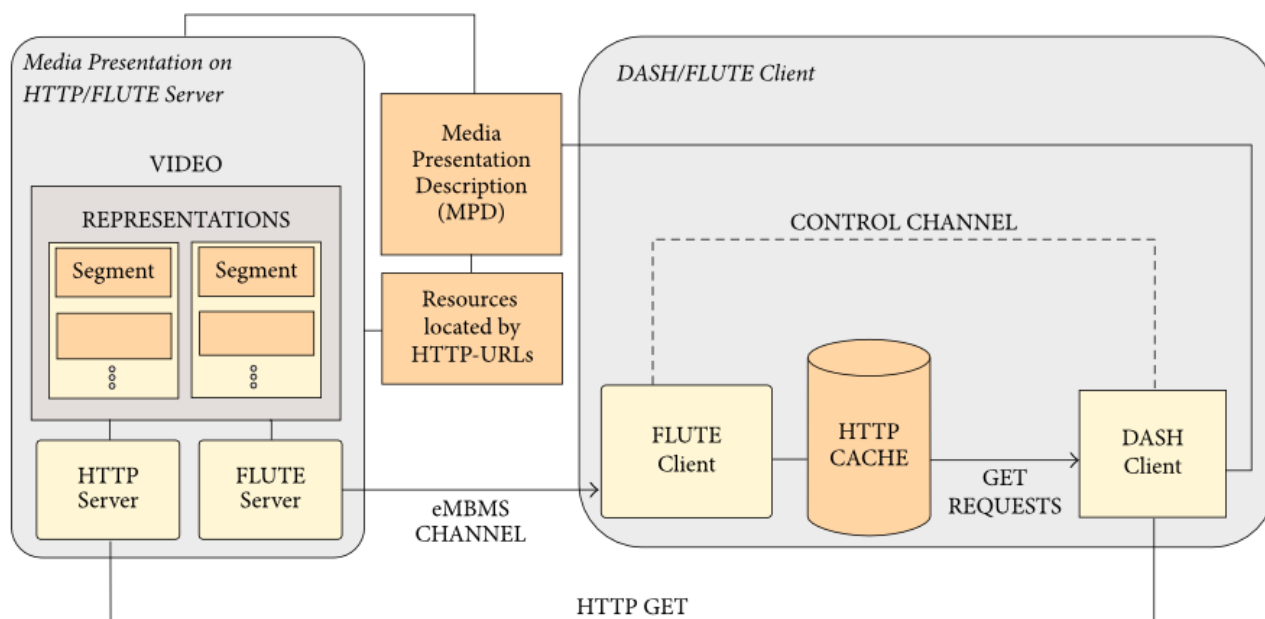 Media Presentation on
HTTP/FLUTE Server
VIDEO
REPRESENTATIONS
Segment
Segment
HTTP
Server
FLUTE
Server
Media
Presentation
Description
(MPD)
Resources
located by
HTTP-URLs
eMBMS
CHANNEL
DASH/FLUTE Client
CONTROL CHANNEL
FLUTE
Client
HTTP
CACHE
GET
REQUESTS
DASH
Client
HTTP GET